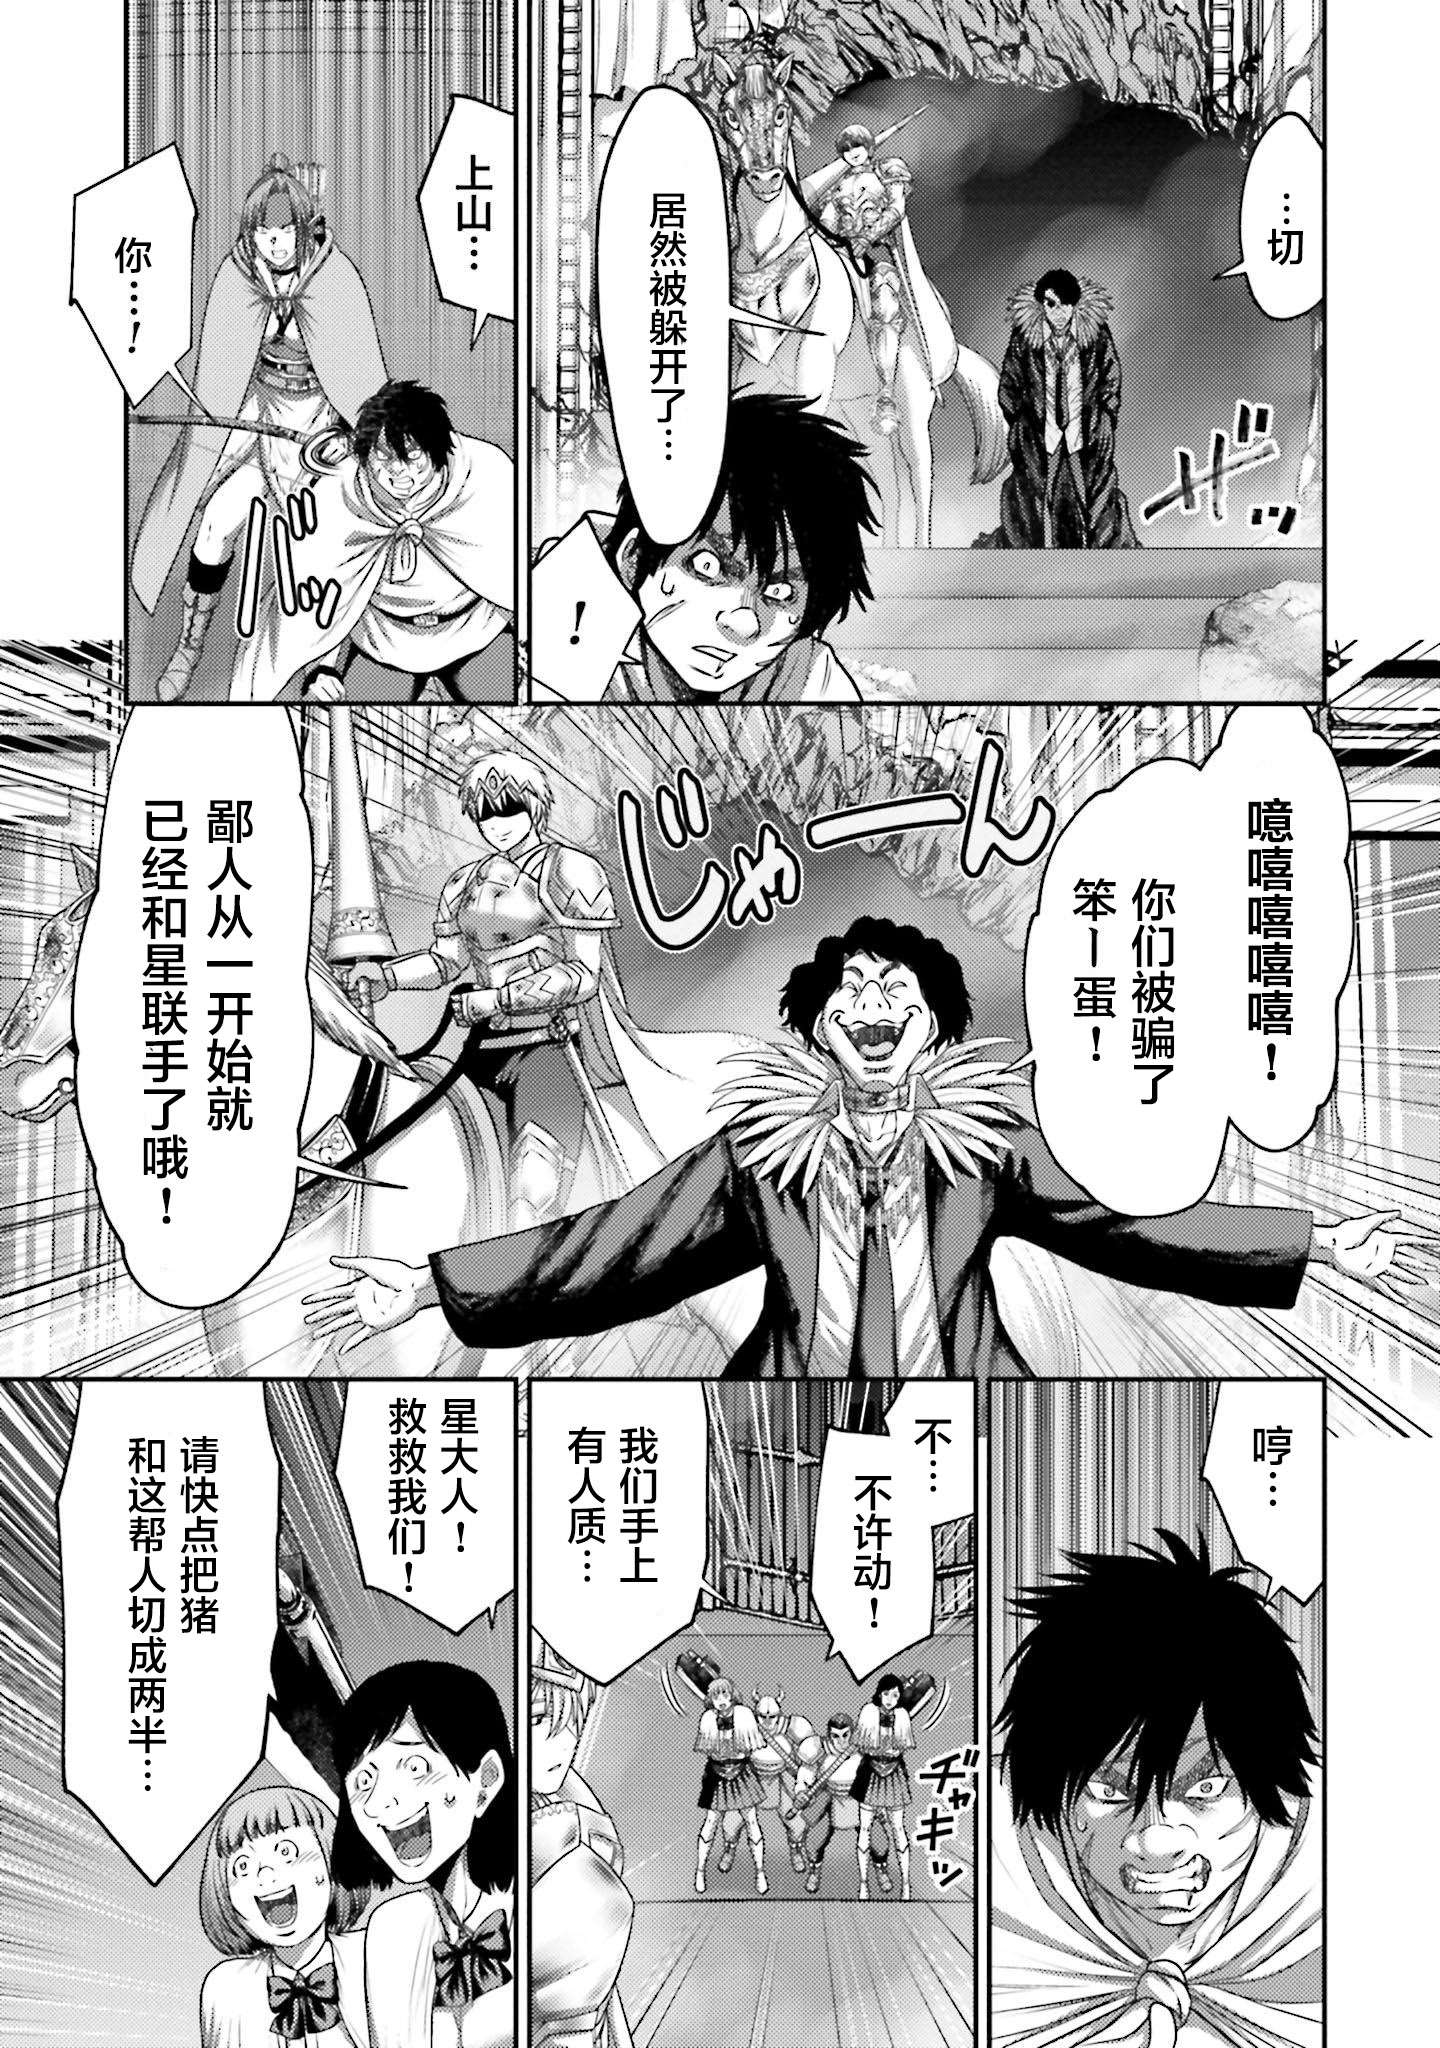 …切
居然被躲开了…
！
ザッ
上山…
你…！
ドドッ
噫嘻嘻嘻嘻！
你们被骗了
笨ー蛋！
じゃーん
鄙人从一开始就
已经和星联手了哦！
哼…
不…
不许动！
我们手上
有人质…
ヂャキッ
星大人！
救救我们！
请快点把猪
和这帮人切成两半…